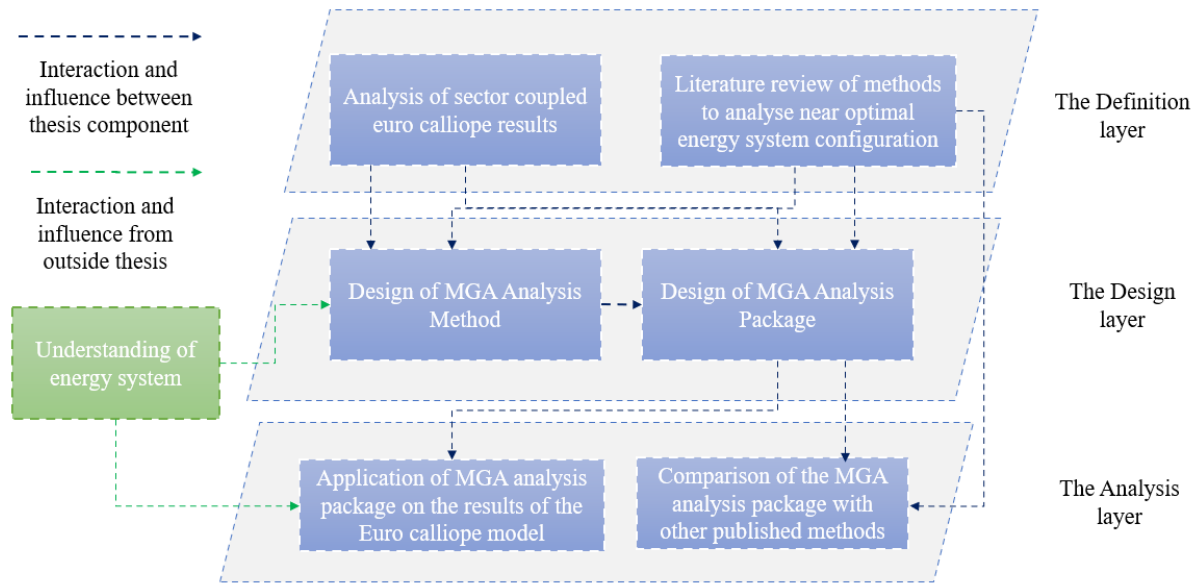 Interaction and
influence between
thesis component
Interaction and
influence from
outside thesis
Understanding of
energy system
Analysis of sector coupled
euro calliope results
Literature review of methods
to analyse near optimal
energy system configuration
The Definition
layer
Design of MGA Analysis
Method
Design of MGA Analysis
Package
The Design
layer
Application of MGA analysis
package on the results of the
Euro calliope model
Comparison of the MGA
analysis package with
other published methods
The Analysis
layer